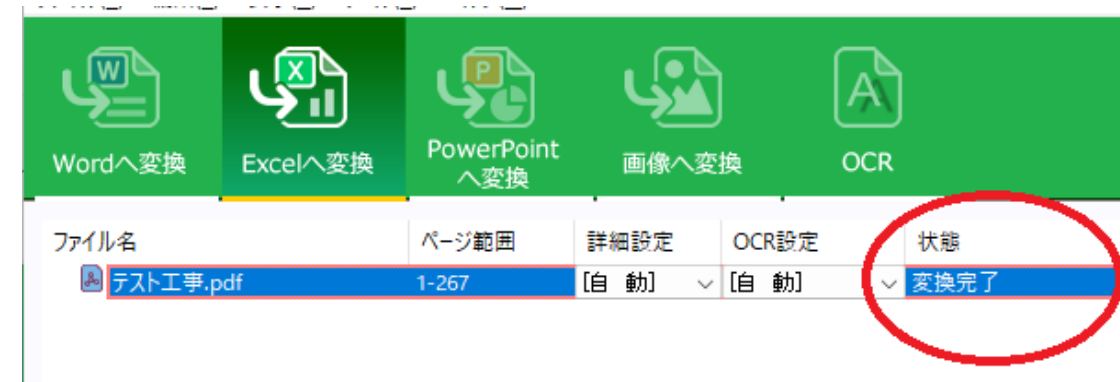 Wordへ変換
Excelへ変換
PowerPoint
へ変換
画像へ変換
OCR
ファイル名 ページ範囲 詳細設定 OCR設定 状態
テスト工事.pdf 1-267 [自 動] [自 動] 変換完了